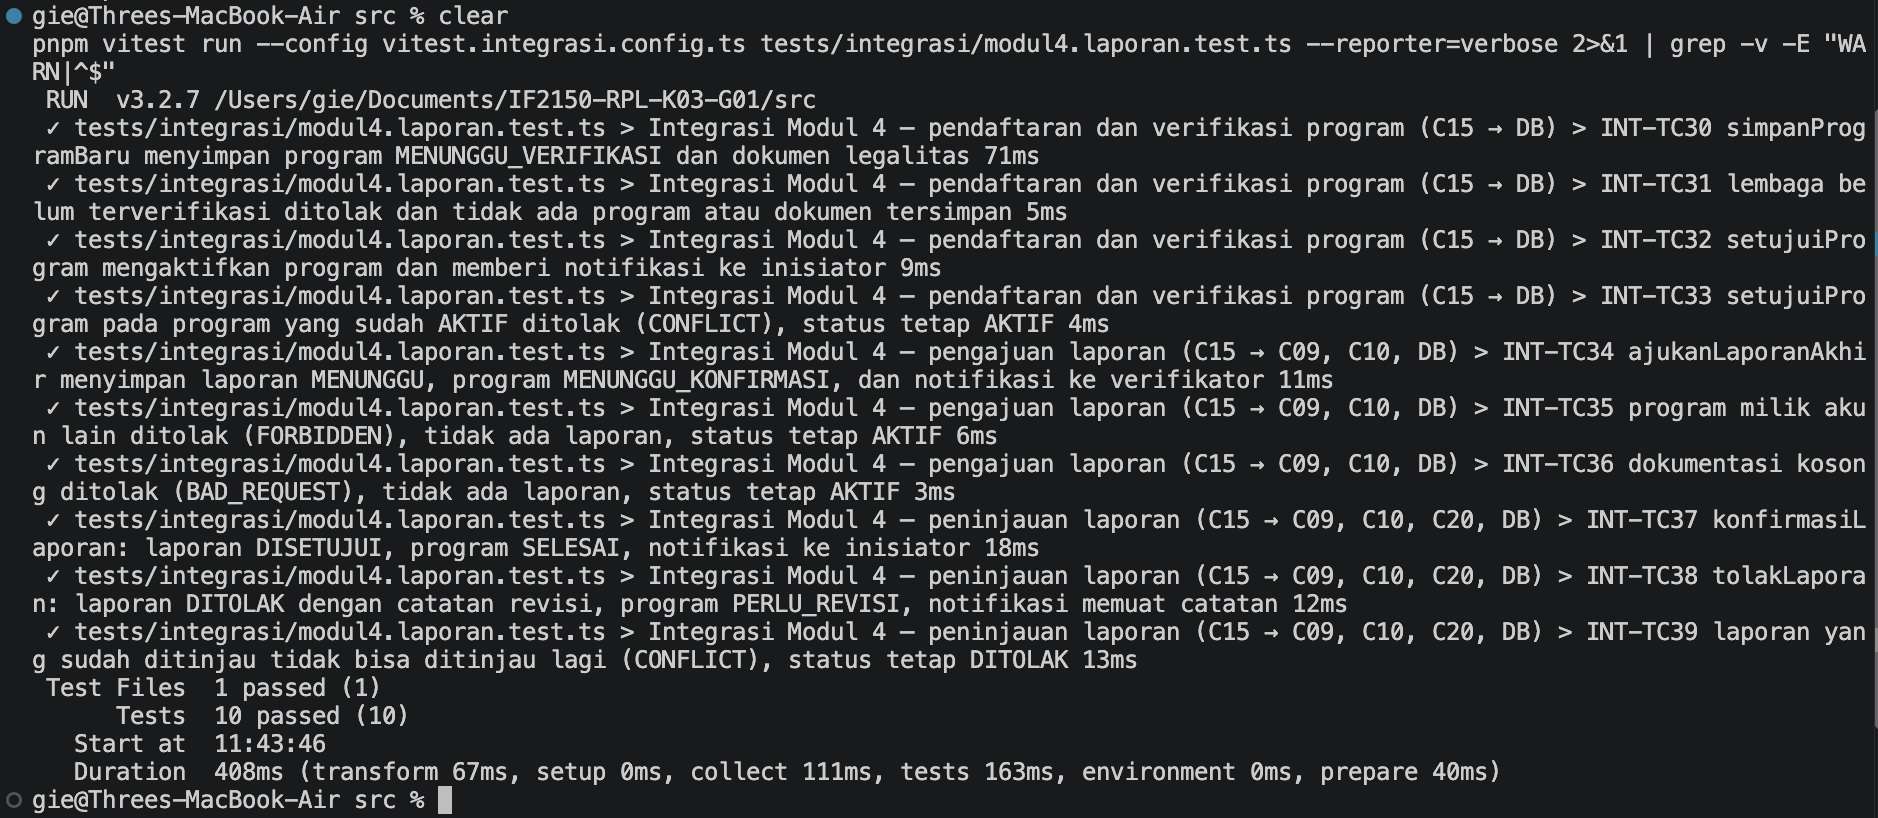 gie@Threes-MacBook-Air src % clear
pnpm vitest run --config vitest.integrasi.config.ts tests/integrasi/modul4.laporan.test.ts --reporter=verbose 2>&1 | grep -v -E "WA
RN|^$"
RUN  v3.2.7 /Users/gie/Documents/IF2150-RPL-K03-G01/src
✓ tests/integrasi/modul4.laporan.test.ts > Integrasi Modul 4 — pendaftaran dan verifikasi program (C15 → DB) > INT-TC30 simpanProg
ramBaru menyimpan program MENUNGGU_VERIFIKASI dan dokumen legalitas 71ms
✓ tests/integrasi/modul4.laporan.test.ts > Integrasi Modul 4 — pendaftaran dan verifikasi program (C15 → DB) > INT-TC31 lembaga be
lum terverifikasi ditolak dan tidak ada program atau dokumen tersimpan 5ms
✓ tests/integrasi/modul4.laporan.test.ts > Integrasi Modul 4 — pendaftaran dan verifikasi program (C15 → DB) > INT-TC32 setujuiPro
gram mengaktifkan program dan memberi notifikasi ke inisiator 9ms
✓ tests/integrasi/modul4.laporan.test.ts > Integrasi Modul 4 — pendaftaran dan verifikasi program (C15 → DB) > INT-TC33 setujuiPro
gram pada program yang sudah AKTIF ditolak (CONFLICT), status tetap AKTIF 4ms
✓ tests/integrasi/modul4.laporan.test.ts > Integrasi Modul 4 — pengajuan laporan (C15 → C09, C10, DB) > INT-TC34 ajukanLaporanAkhi
r menyimpan laporan MENUNGGU, program MENUNGGU_KONFIRMASI, dan notifikasi ke verifikator 11ms
✓ tests/integrasi/modul4.laporan.test.ts > Integrasi Modul 4 — pengajuan laporan (C15 → C09, C10, DB) > INT-TC35 program milik aku
n lain ditolak (FORBIDDEN), tidak ada laporan, status tetap AKTIF 6ms
✓ tests/integrasi/modul4.laporan.test.ts > Integrasi Modul 4 — pengajuan laporan (C15 → C09, C10, DB) > INT-TC36 dokumentasi koson
g ditolak (BAD_REQUEST), tidak ada laporan, status tetap AKTIF 3ms
✓ tests/integrasi/modul4.laporan.test.ts > Integrasi Modul 4 — peninjauan laporan (C15 → C09, C10, C20, DB) > INT-TC37 konfirmasiL
aporan: laporan DISETUJUI, program SELESAI, notifikasi ke inisiator 18ms
✓ tests/integrasi/modul4.laporan.test.ts > Integrasi Modul 4 — peninjauan laporan (C15 → C09, C10, C20, DB) > INT-TC38 tolakLapora
n: laporan DITOLAK dengan catatan revisi, program PERLU_REVISI, notifikasi memuat catatan 12ms
✓ tests/integrasi/modul4.laporan.test.ts > Integrasi Modul 4 — peninjauan laporan (C15 → C09, C10, C20, DB) > INT-TC39 laporan yan
g sudah ditinjau tidak bisa ditinjau lagi (CONFLICT), status tetap DITOLAK 13ms
Test Files  1 passed (1)
Tests  10 passed (10)
Start at  11:43:46
Duration  408ms (transform 67ms, setup 0ms, collect 111ms, tests 163ms, environment 0ms, prepare 40ms)
gie@Threes-MacBook-Air src %